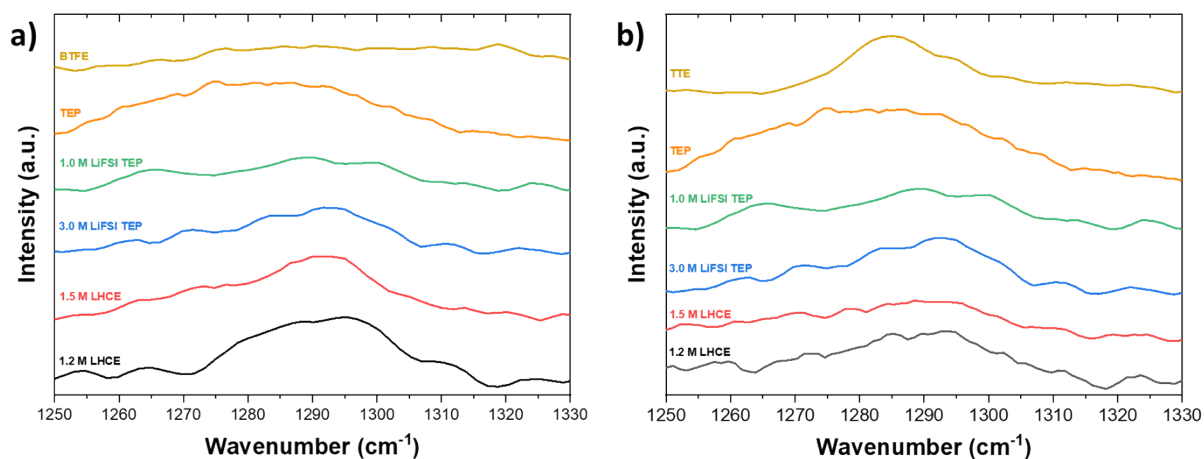 a)
Intensity (a.u.)
BTFE
TEP
1.0 M LiFSI TEP
3.0 M LiFSI TEP
1.5 M LHCE
1.2 M LHCE
1250 1260 1270 1280 1290 1300 1310 1320 1330
Wavenumber (cm⁻¹)
b)
Intensity (a.u.)
TTE
TEP
1.0 M LiFSI TEP
3.0 M LiFSI TEP
1.5 M LHCE
1.2 M LHCE
1250 1260 1270 1280 1290 1300 1310 1320 1330
Wavenumber (cm⁻¹)